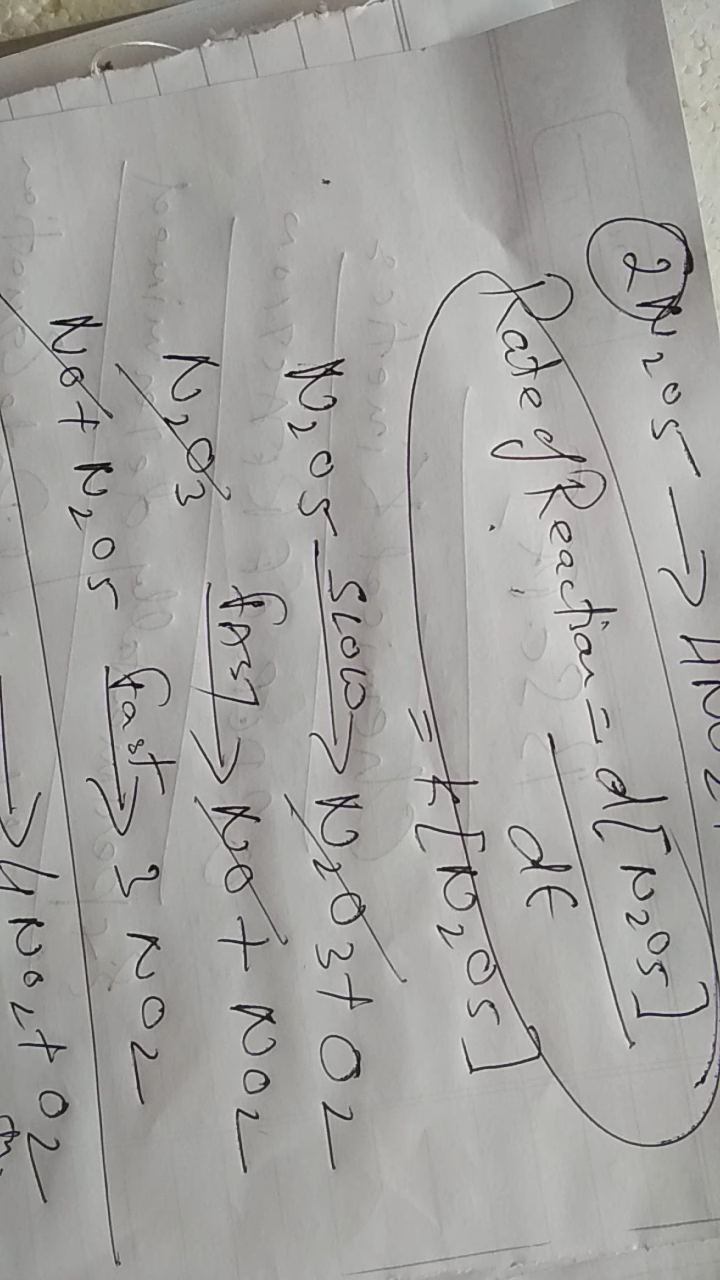 2N2O5 → 4NO2
Rate of Reaction = d[N2O5]
dt
= k[N2O5]
N2O5 slow→ N2O3 + O2
N2O3 fast→ NO + NO2
NO + N2O5 fast→ 3NO2
→ 4NO2 + O2